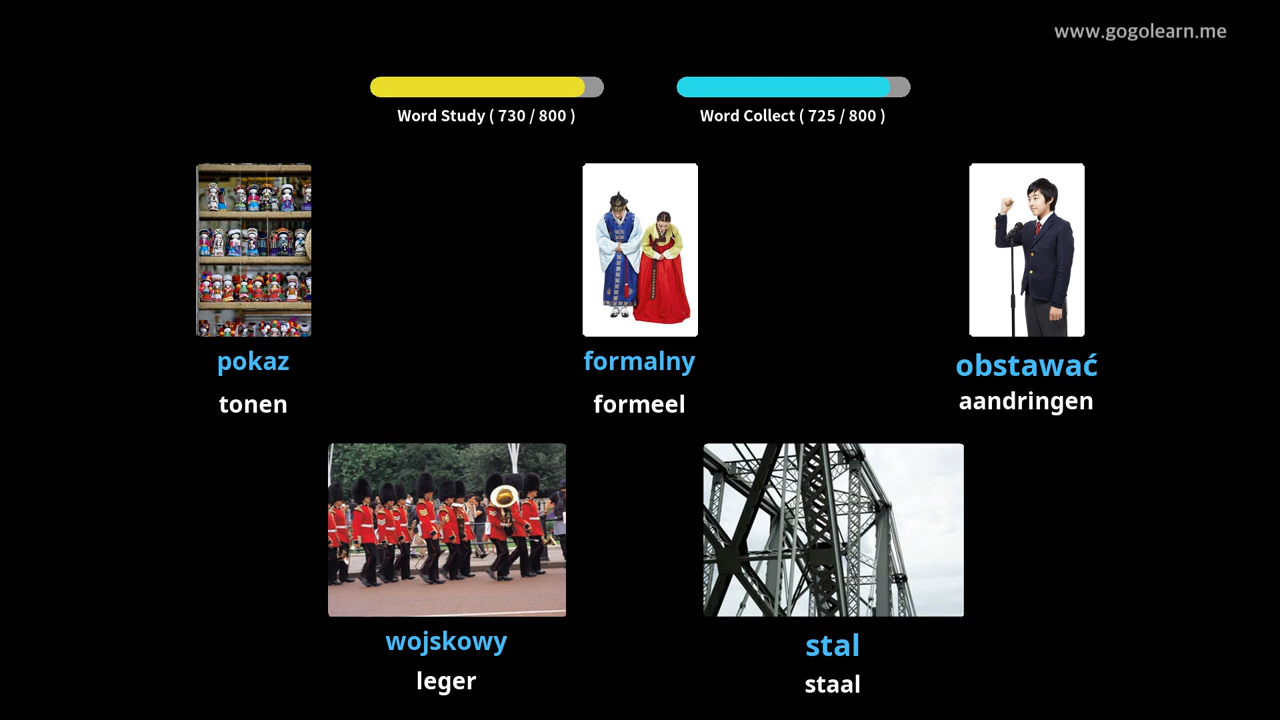 www.gogolearn.me
Word Study ( 730 / 800 )
Word Collect ( 725 / 800 )
pokaz
tonen
formalny
formeel
obstawać
aandringen
wojskowy
leger
stal
staal